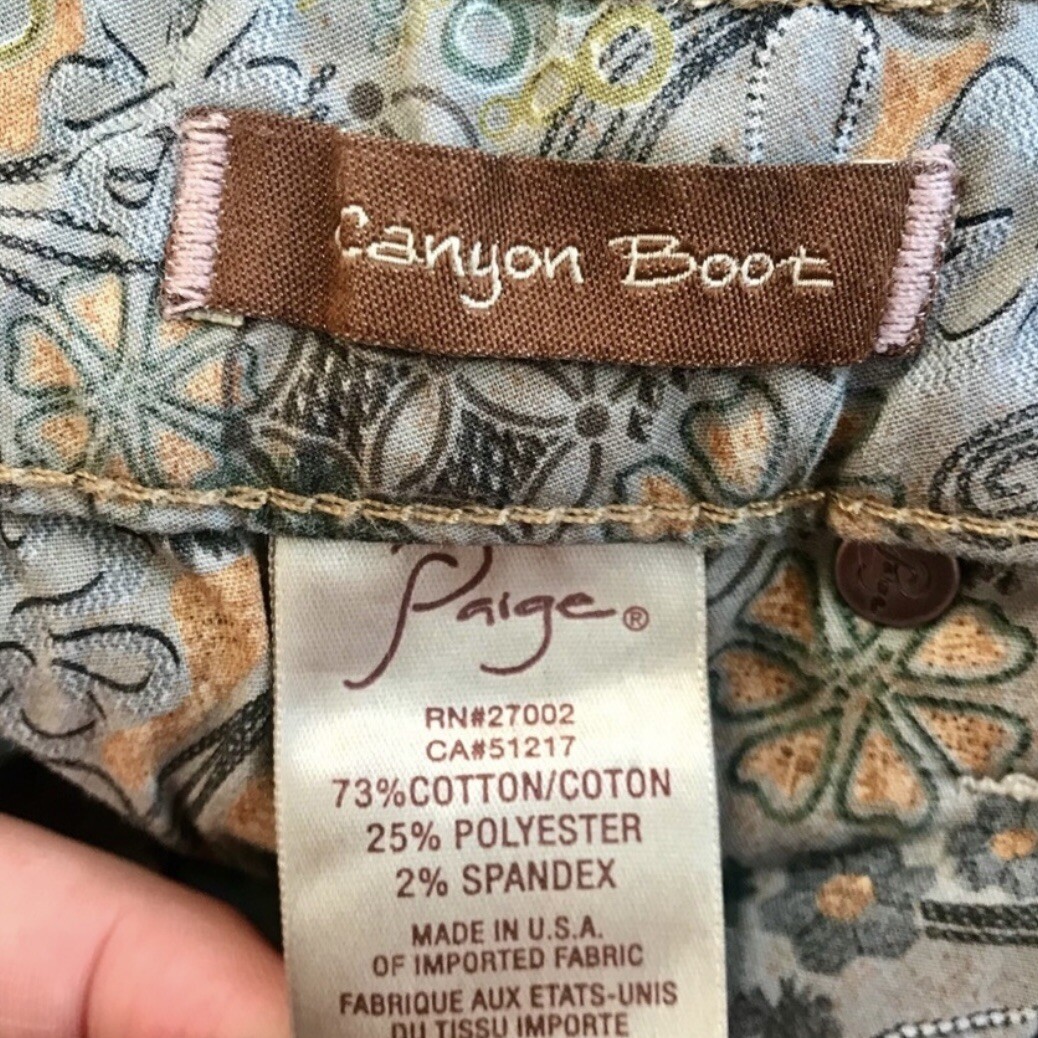 Canyon Boot
Paige®
RN#27002
CA#51217
73%COTTON/COTON
25% POLYESTER
2% SPANDEX
MADE IN U.S.A.
OF IMPORTED FABRIC
FABRIQUE AUX ETATS-UNIS
DU TISSU IMPORTE